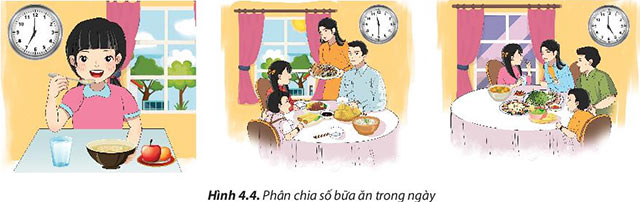 Hình 4.4. Phân chia số bữa ăn trong ngày